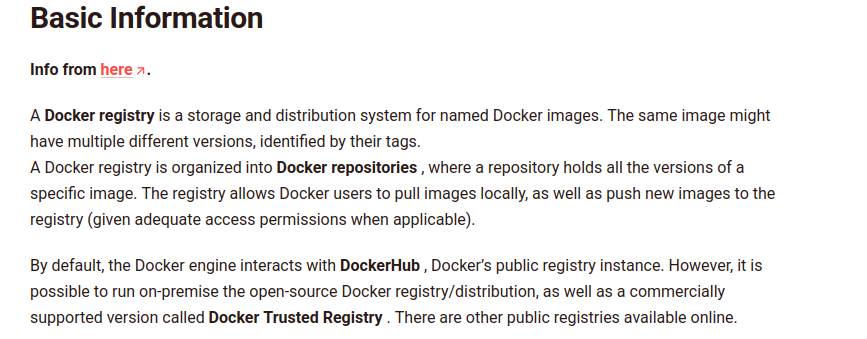 Basic Information
Info from here ↗.
A Docker registry is a storage and distribution system for named Docker images. The same image might
have multiple different versions, identified by their tags.
A Docker registry is organized into Docker repositories , where a repository holds all the versions of a
specific image. The registry allows Docker users to pull images locally, as well as push new images to the
registry (given adequate access permissions when applicable).
By default, the Docker engine interacts with DockerHub , Docker’s public registry instance. However, it is
possible to run on-premise the open-source Docker registry/distribution, as well as a commercially
supported version called Docker Trusted Registry . There are other public registries available online.